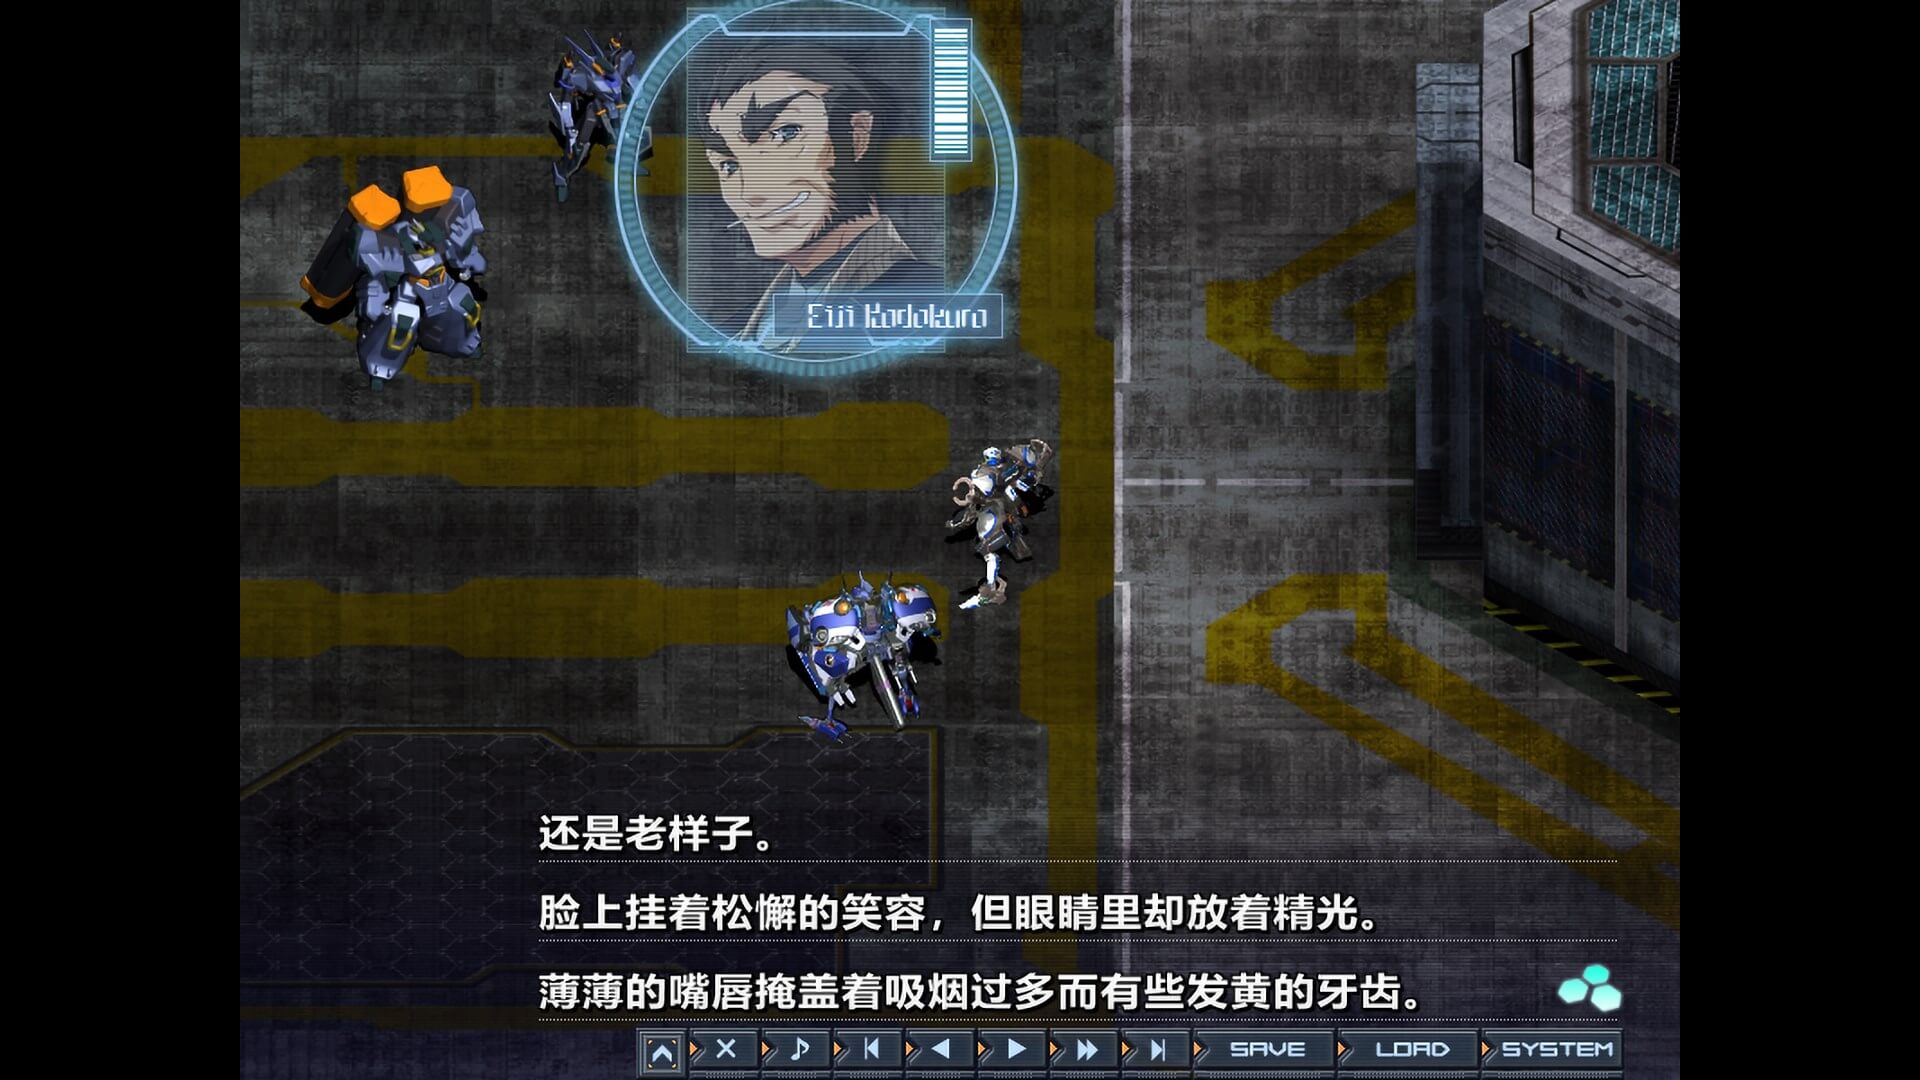 Eiji Kadokura
还是老样子。
脸上挂着松懈的笑容，但眼睛里却放着精光。
薄薄的嘴唇掩盖着吸烟过多而有些发黄的牙齿。
SAVE LOAD SYSTEM